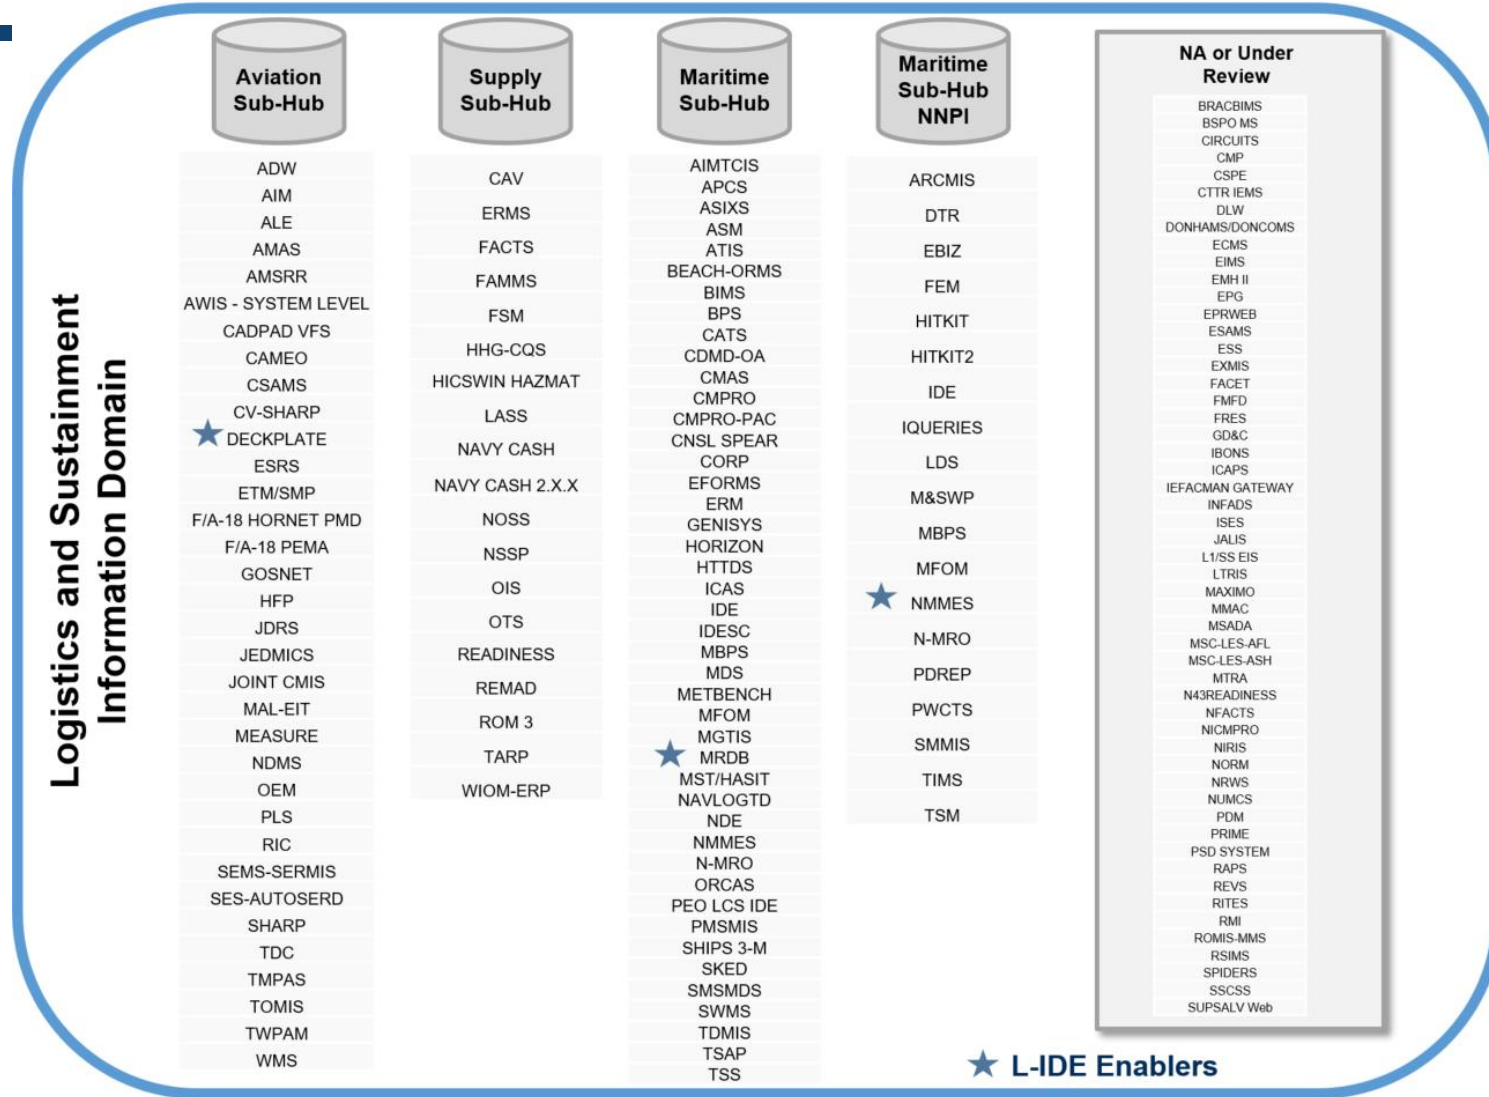 Logistics and Sustainment
Information Domain
Aviation
Sub-Hub
ADW
AIM
ALE
AMAS
AMSRR
AWIS - SYSTEM LEVEL
CADPAD VFS
CAMEO
CSAMS
CV-SHARP
DECKPLATE
ESRS
ETM/SMP
F/A-18 HORNET PMD
F/A-18 PEMA
GOSNET
HFP
JDRS
JEDMICS
JOINT CMIS
MAL-EIT
MEASURE
NDMS
OEM
PLS
RIC
SEMS-SERMIS
SES-AUTOSERD
SHARP
TDC
TMPAS
TOMIS
TWPAM
WMS
Supply
Sub-Hub
CAV
ERMS
FACTS
FAMMS
FSM
HHG-CQS
HICSWIN HAZMAT
LASS
NAVY CASH
NAVY CASH 2.X.X
NOSS
NSSP
OIS
OTS
READINESS
REMAD
ROM 3
TARP
WIOM-ERP
Maritime
Sub-Hub
AIMTCIS
APCS
ASIXS
ASM
ATIS
BEACH-ORMS
BIMS
BPS
CATS
CDMD-OA
CMAS
CMPRO
CMPRO-PAC
CNSL SPEAR
CORP
EFORMS
ERM
GENISYS
HORIZON
HTTDS
ICAS
IDE
IDESC
MBPS
MDS
METBENCH
MFOM
MGTIS
MRDB
MST/HASIT
NAVLOGTD
NDE
NMMES
N-MRO
ORCAS
PEO LCS IDE
PMSMIS
SHIPS 3-M
SKED
SMSMDS
SWMS
TDMIS
TSAP
TSS
Maritime
Sub-Hub
NNPI
ARCMIS
DTR
EBIZ
FEM
HITKIT
HITKIT2
IDE
IQUERIES
LDS
M&SWP
MBPS
MFOM
NMMES
N-MRO
PDREP
PWCTS
SMMIS
TIMS
TSM
NA or Under
Review
BRACBIMS
BSPO MS
CIRCUITS
CMP
CSPE
CTTR IEMS
DLW
DONHAMS/DONCOMS
ECMS
EIMS
EMH II
EPG
EPRWEB
ESAMS
ESS
EXMIS
FACET
FMFD
FRES
GD&C
IBONS
ICAPS
IEFACMAN GATEWAY
INFADS
ISES
JALIS
L1/SS EIS
LTRIS
MAXIMO
MMAC
MSADA
MSC-LES-AFL
MSC-LES-ASH
MTRA
N43READINESS
NFACTS
NICMPRO
NIRIS
NORM
NRWS
NUMCS
PDM
PRIME
PSD SYSTEM
RAPS
REVS
RITES
RMI
ROMIS-MMS
RSIMS
SPIDERS
SSCSS
SUPSALV Web
L-IDE Enablers